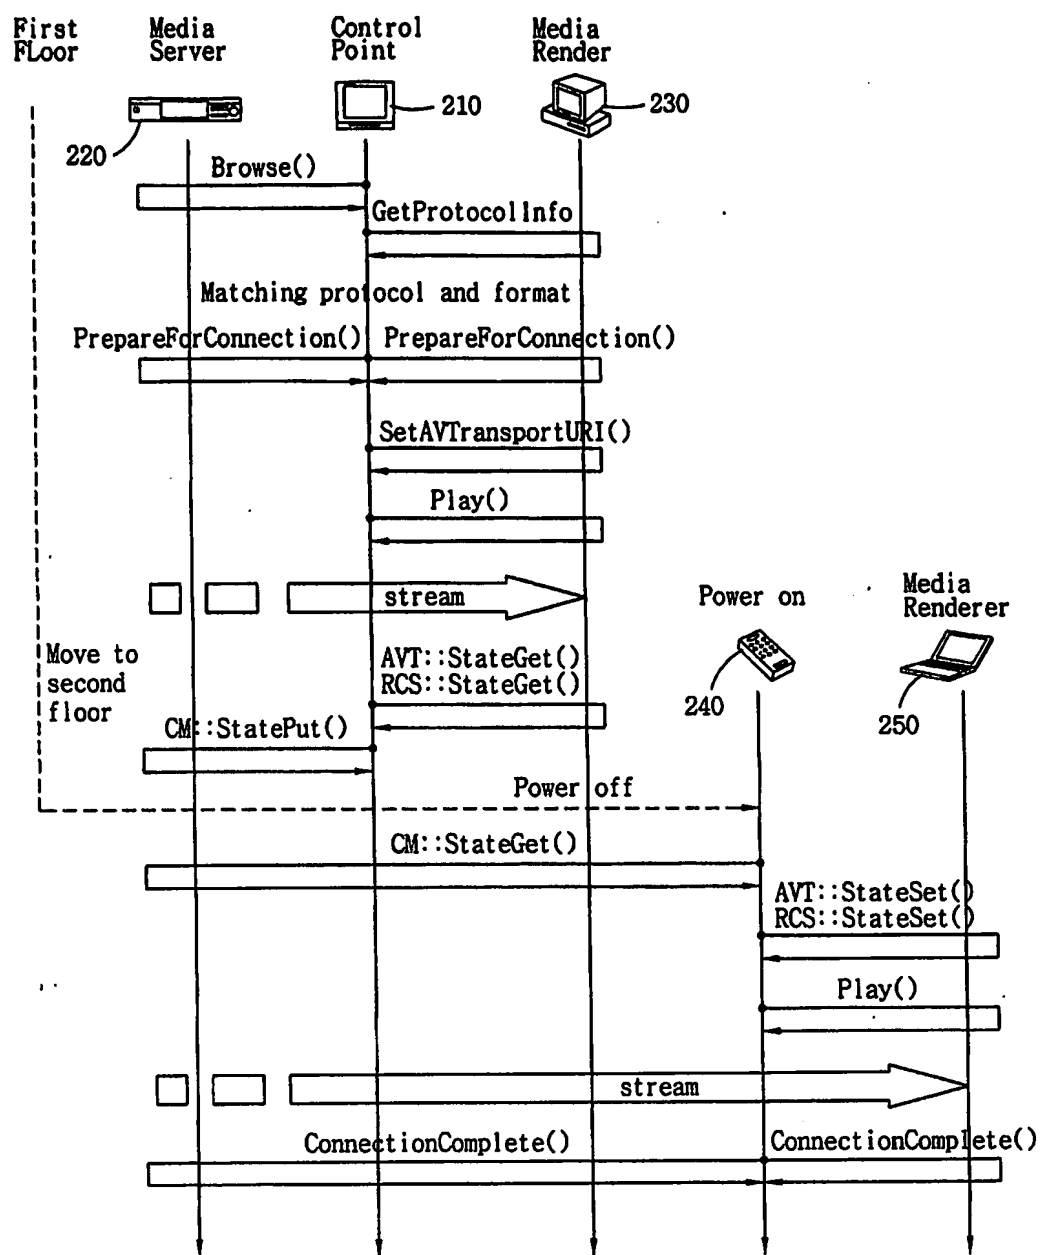 First
FLoor
Media
Server
Control
Point
Media
Render
210
230
220
Browse()
GetProtocolInfo
Matching protocol and format
PrepareForConnection()
PrepareForConnection()
SetAVTransportURI()
Play()
stream
Power on
Media
Renderer
Move to
second
floor
AVT::StateGet()
RCS::StateGet()
240
250
CM::StatePut()
Power off
CM::StateGet()
AVT::StateSet()
RCS::StateSet()
Play()
stream
ConnectionComplete()
ConnectionComplete()